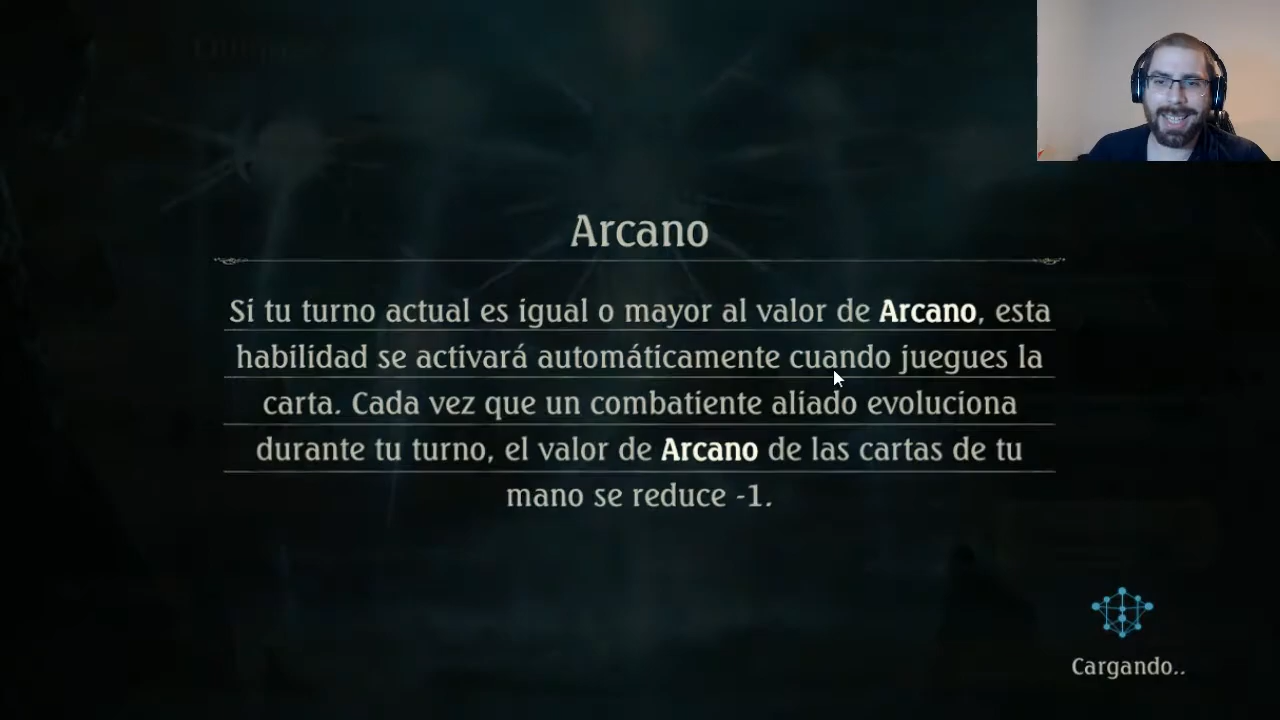 Arcano
Si tu turno actual es igual o mayor al valor de Arcano, esta
habilidad se activará automáticamente cuando juegues la
carta. Cada vez que un combatiente aliado evoluciona
durante tu turno, el valor de Arcano de las cartas de tu
mano se reduce -1.
Cargando..